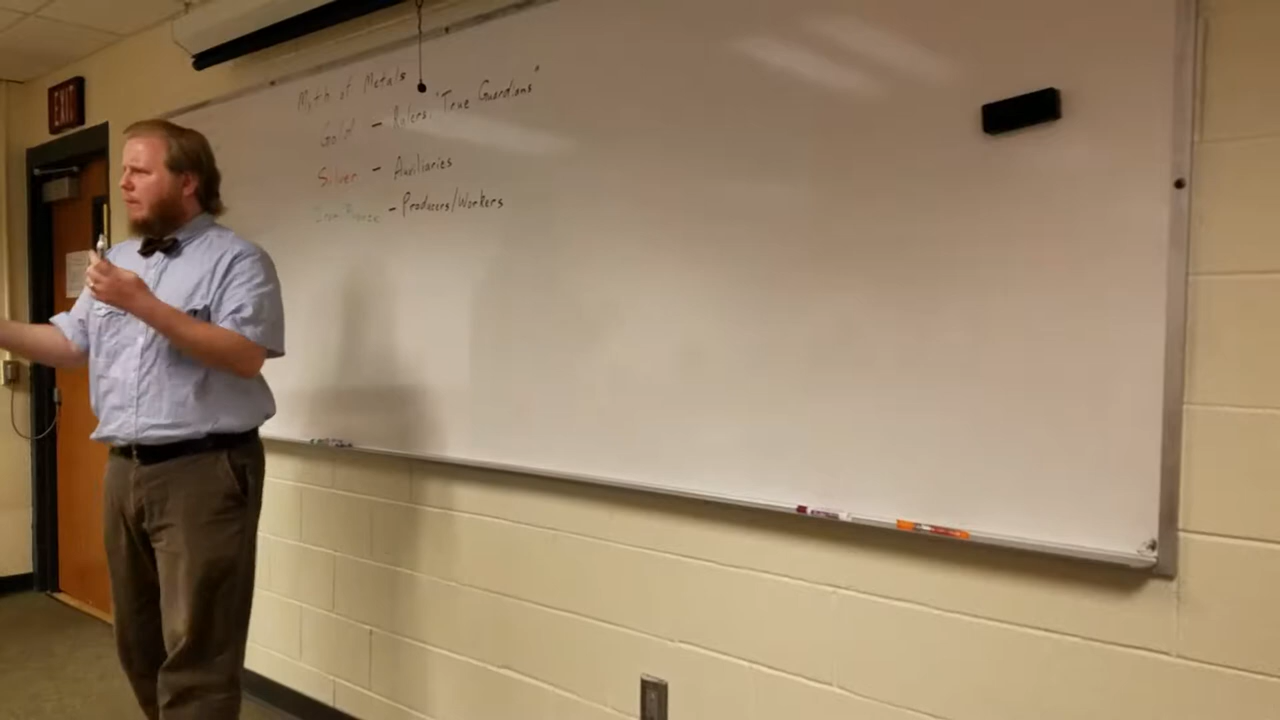 EXIT
Myth of Metals
Gold - Rulers, "True Guardians"
Silver - Auxiliaries
Iron/Bronze - Producers/Workers